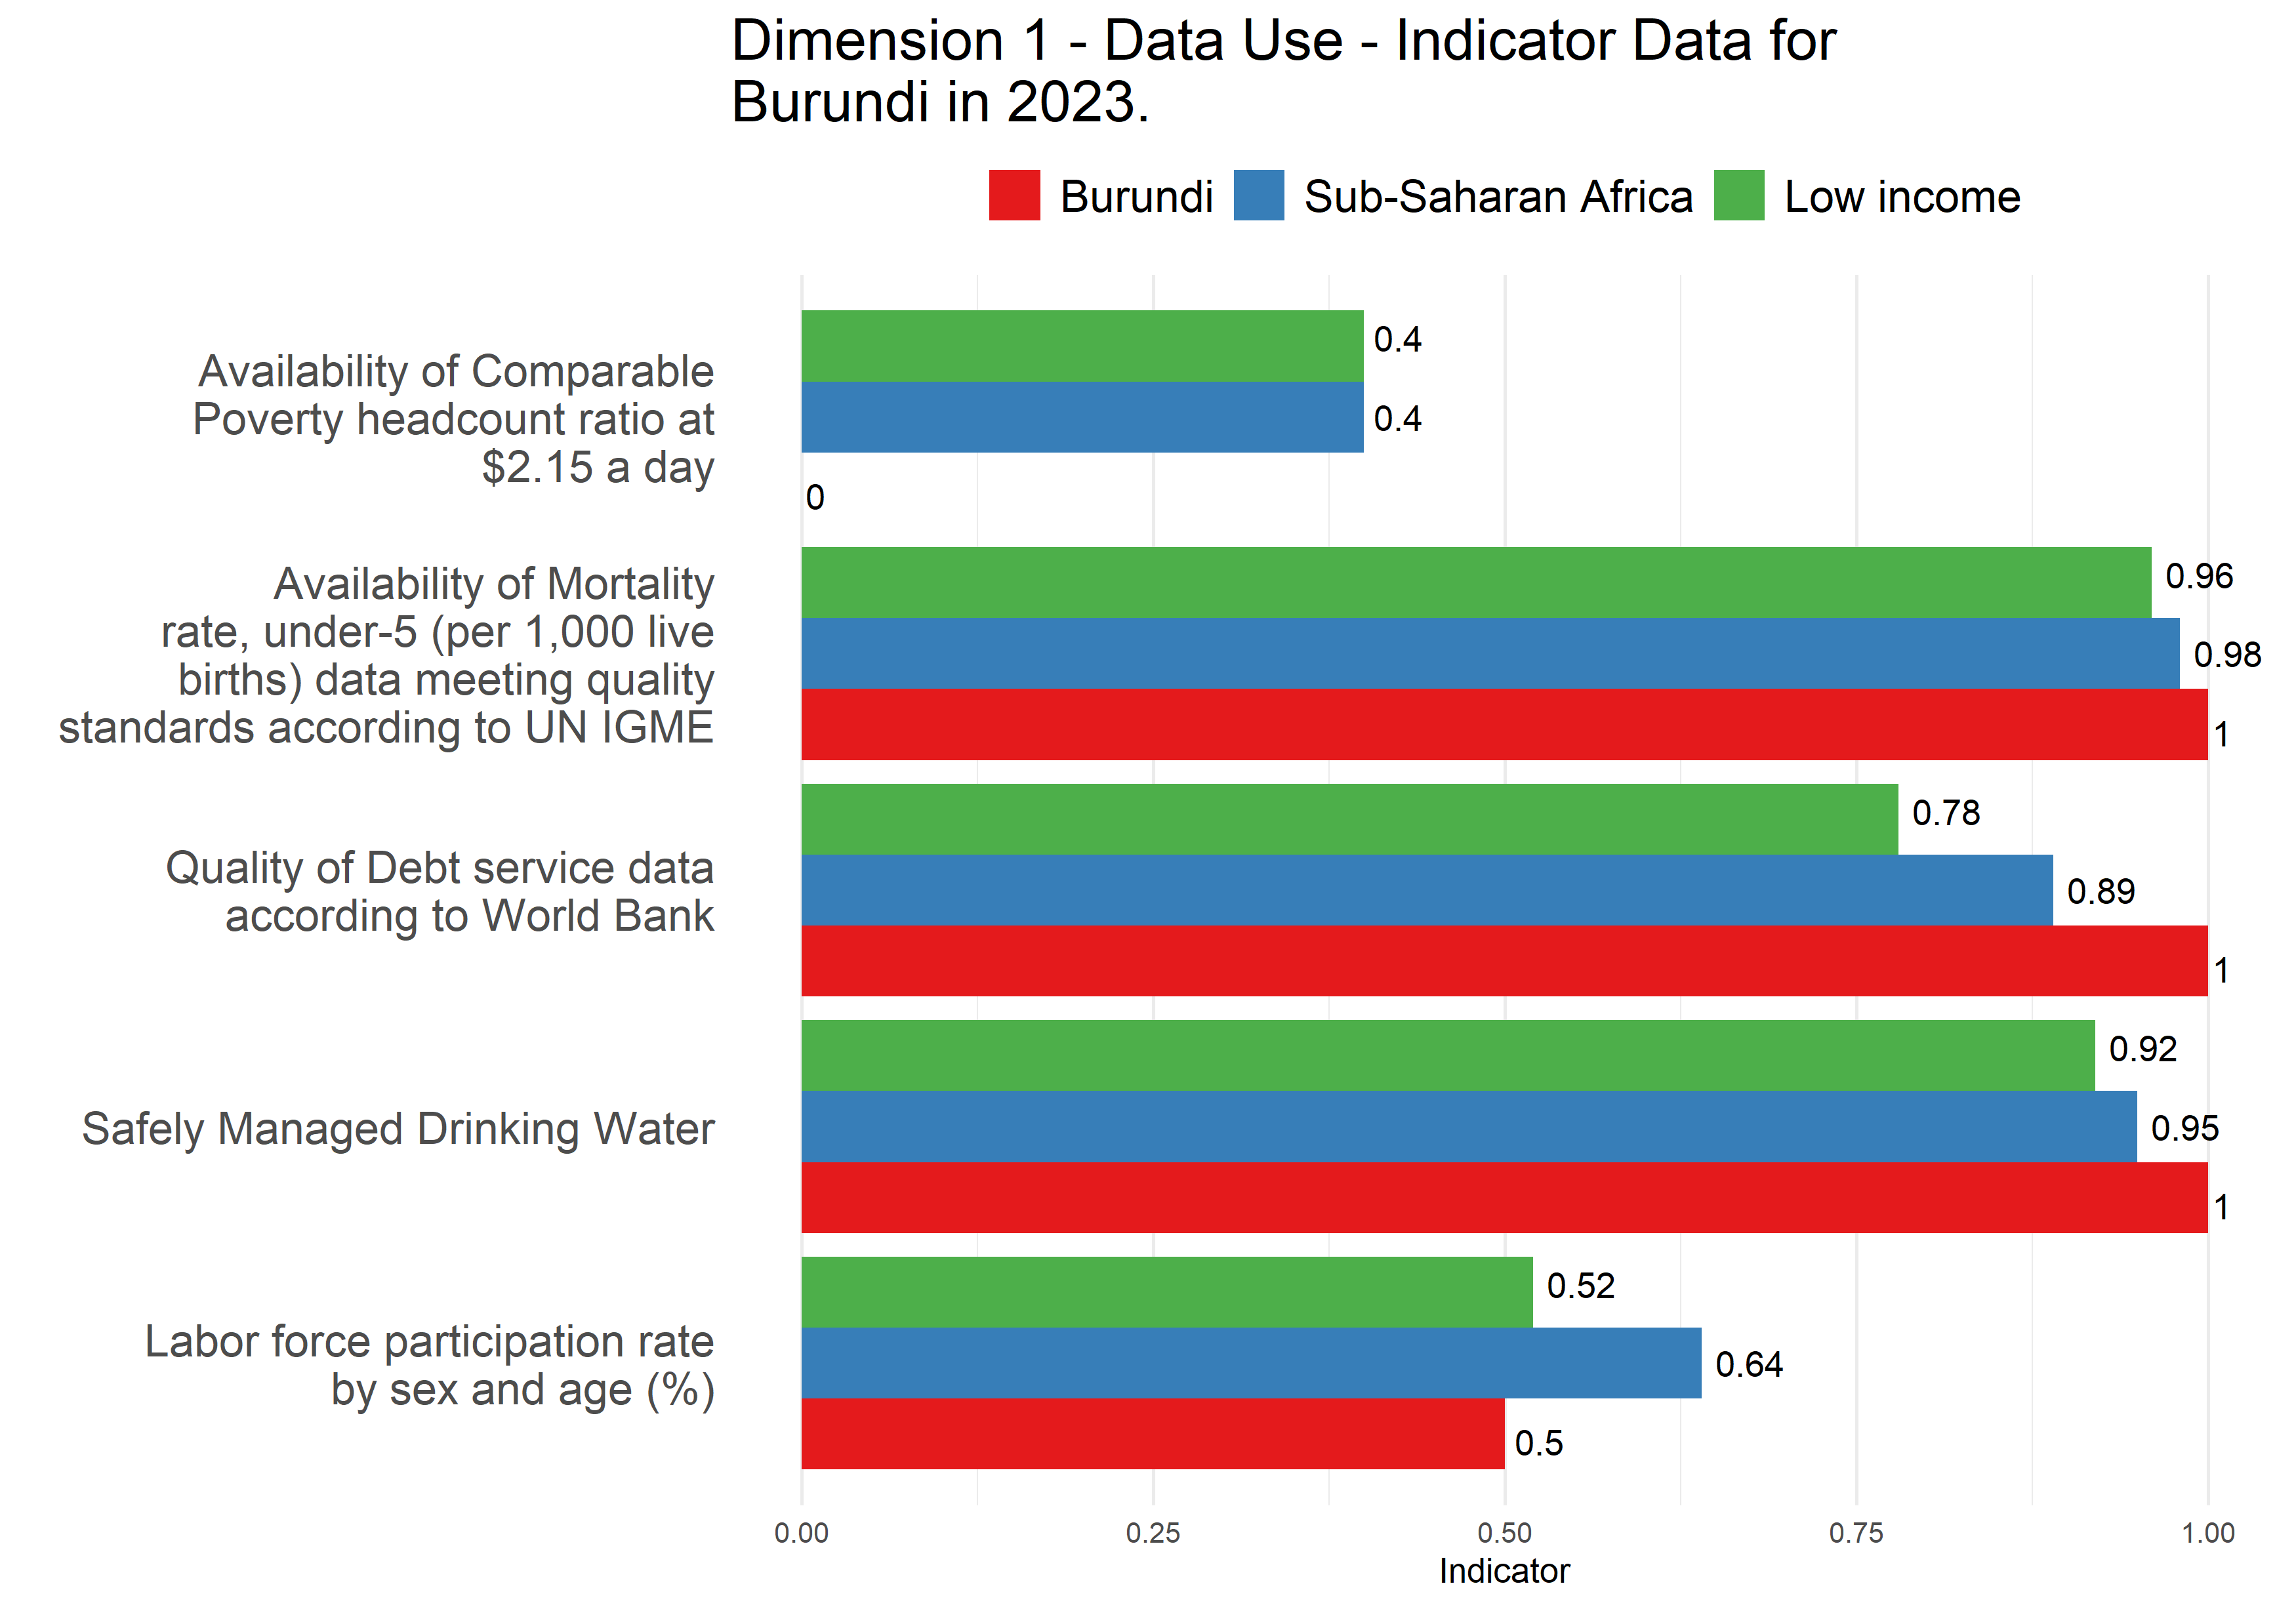 Dimension 1 - Data Use - Indicator Data for
Burundi in 2023.
Burundi
Sub-Saharan Africa
Low income
Availability of Comparable
Poverty headcount ratio at
$2.15 a day
0.4
0.4
0
Availability of Mortality
rate, under-5 (per 1,000 live
births) data meeting quality
standards according to UN IGME
0.96
0.98
1
Quality of Debt service data
according to World Bank
0.78
0.89
1
Safely Managed Drinking Water
0.92
0.95
1
Labor force participation rate
by sex and age (%)
0.52
0.64
0.5
0.00
0.25
0.50
0.75
1.00
Indicator